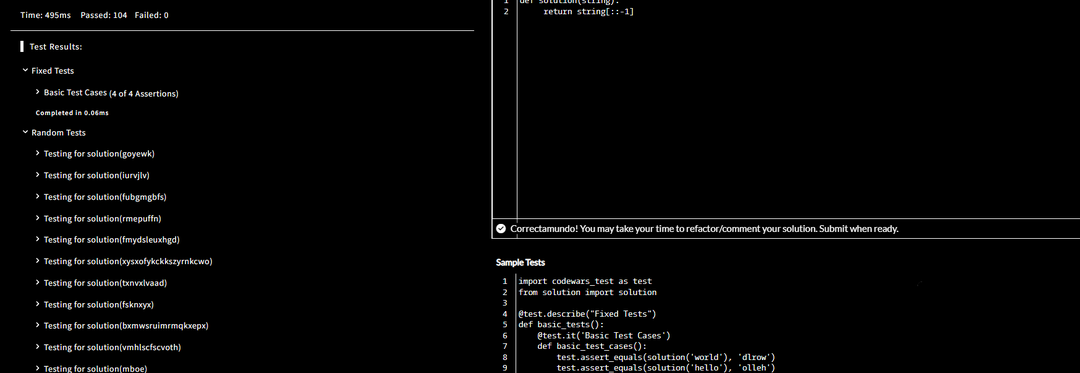 Time: 495ms Passed: 104 Failed: 0
Test Results:
Fixed Tests
Basic Test Cases (4 of 4 Assertions)
Completed in 0.06ms
Random Tests
Testing for solution(goyewk)
Testing for solution(iurvjlv)
Testing for solution(fubgmgbfs)
Testing for solution(rmepuffn)
Testing for solution(fmydsleuxhgd)
Testing for solution(xysxofykckkszyrnkcwo)
Testing for solution(txnvxlvaad)
Testing for solution(fsknxyx)
Testing for solution(bxmwsruimrmqkxepx)
Testing for solution(vmhlscfscvoth)
Testing for solution(mboe)
1 def solution(string):
2 return string[::-1]
Correctamundo! You may take your time to refactor/comment your solution. Submit when ready.
Sample Tests
1 import codewars_test as test
2 from solution import solution
3
4 @test.describe("Fixed Tests")
5 def basic_tests():
6 @test.it('Basic Test Cases')
7 def basic_test_cases():
8 test.assert_equals(solution('world'), 'dlrow')
9 test.assert_equals(solution('hello'), 'olleh')